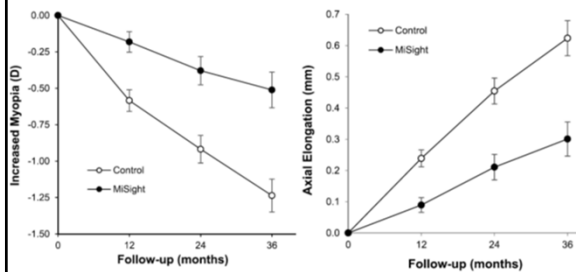 Increased Myopia (D)
0.00
-0.25
-0.50
-0.75
-1.00
-1.25
-1.50
Control
MiSight
0
12
24
36
Follow-up (months)
Axial Elongation (mm)
0.7
0.6
0.5
0.4
0.3
0.2
0.1
0.0
Control
MiSight
0
12
24
36
Follow-up (months)